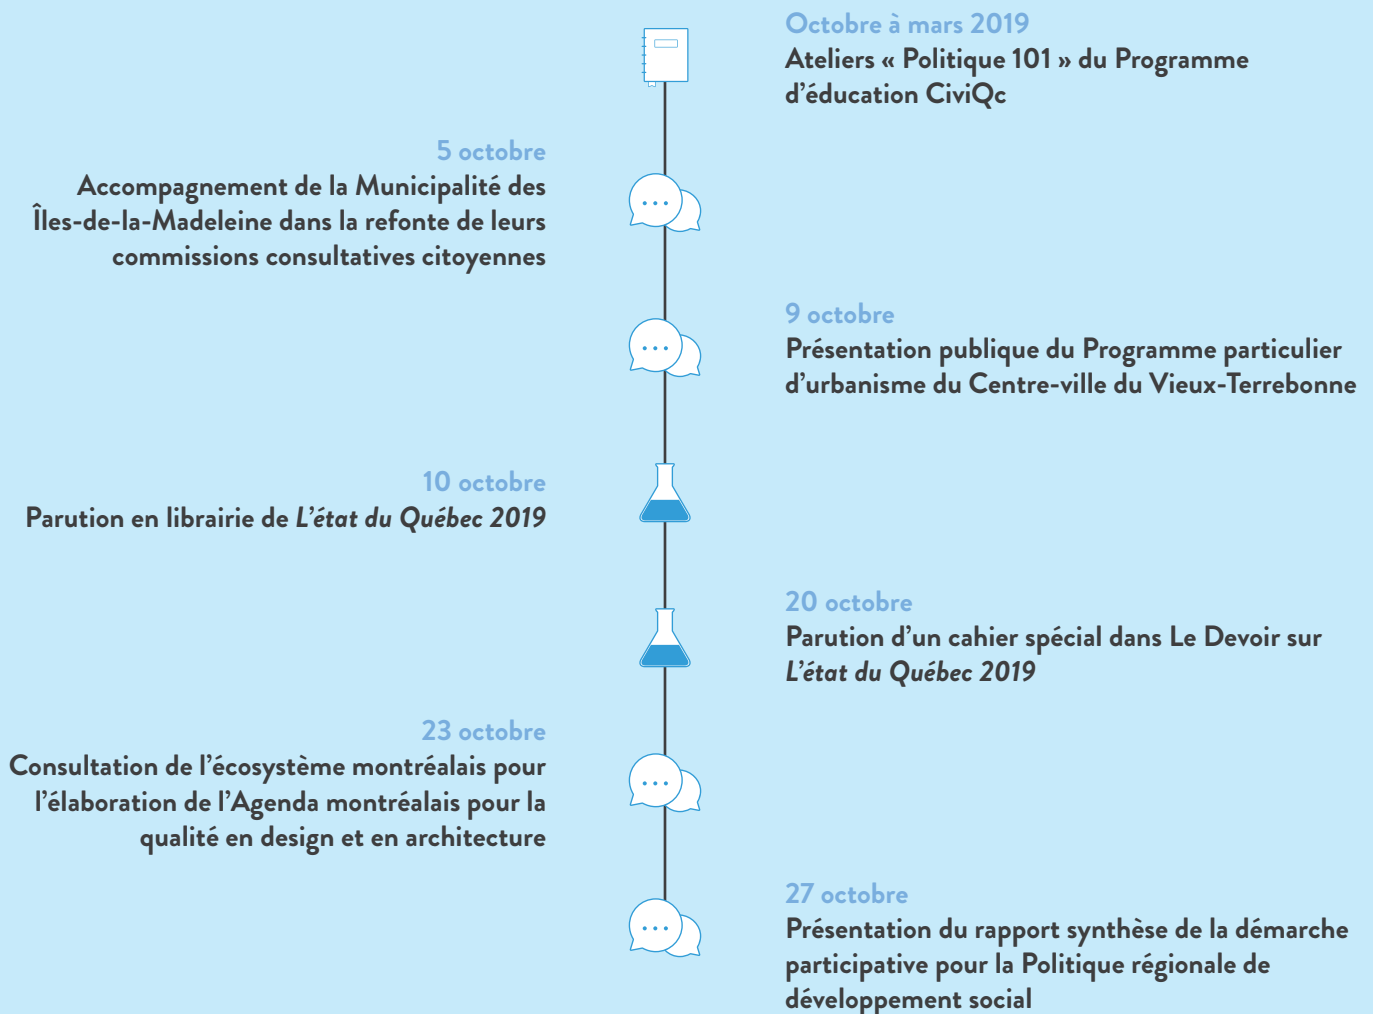 Octobre à mars 2019
Ateliers « Politique 101 » du Programme
d’éducation CiviQc
5 octobre
Accompagnement de la Municipalité des
Îles-de-la-Madeleine dans la refonte de leurs
commissions consultatives citoyennes
9 octobre
Présentation publique du Programme particulier
d’urbanisme du Centre-ville du Vieux-Terrebonne
10 octobre
Parution en librairie de L’état du Québec 2019
20 octobre
Parution d’un cahier spécial dans Le Devoir sur
L’état du Québec 2019
23 octobre
Consultation de l’écosystème montréalais pour
l’élaboration de l’Agenda montréalais pour la
qualité en design et en architecture
27 octobre
Présentation du rapport synthèse de la démarche
participative pour la Politique régionale de
développement social